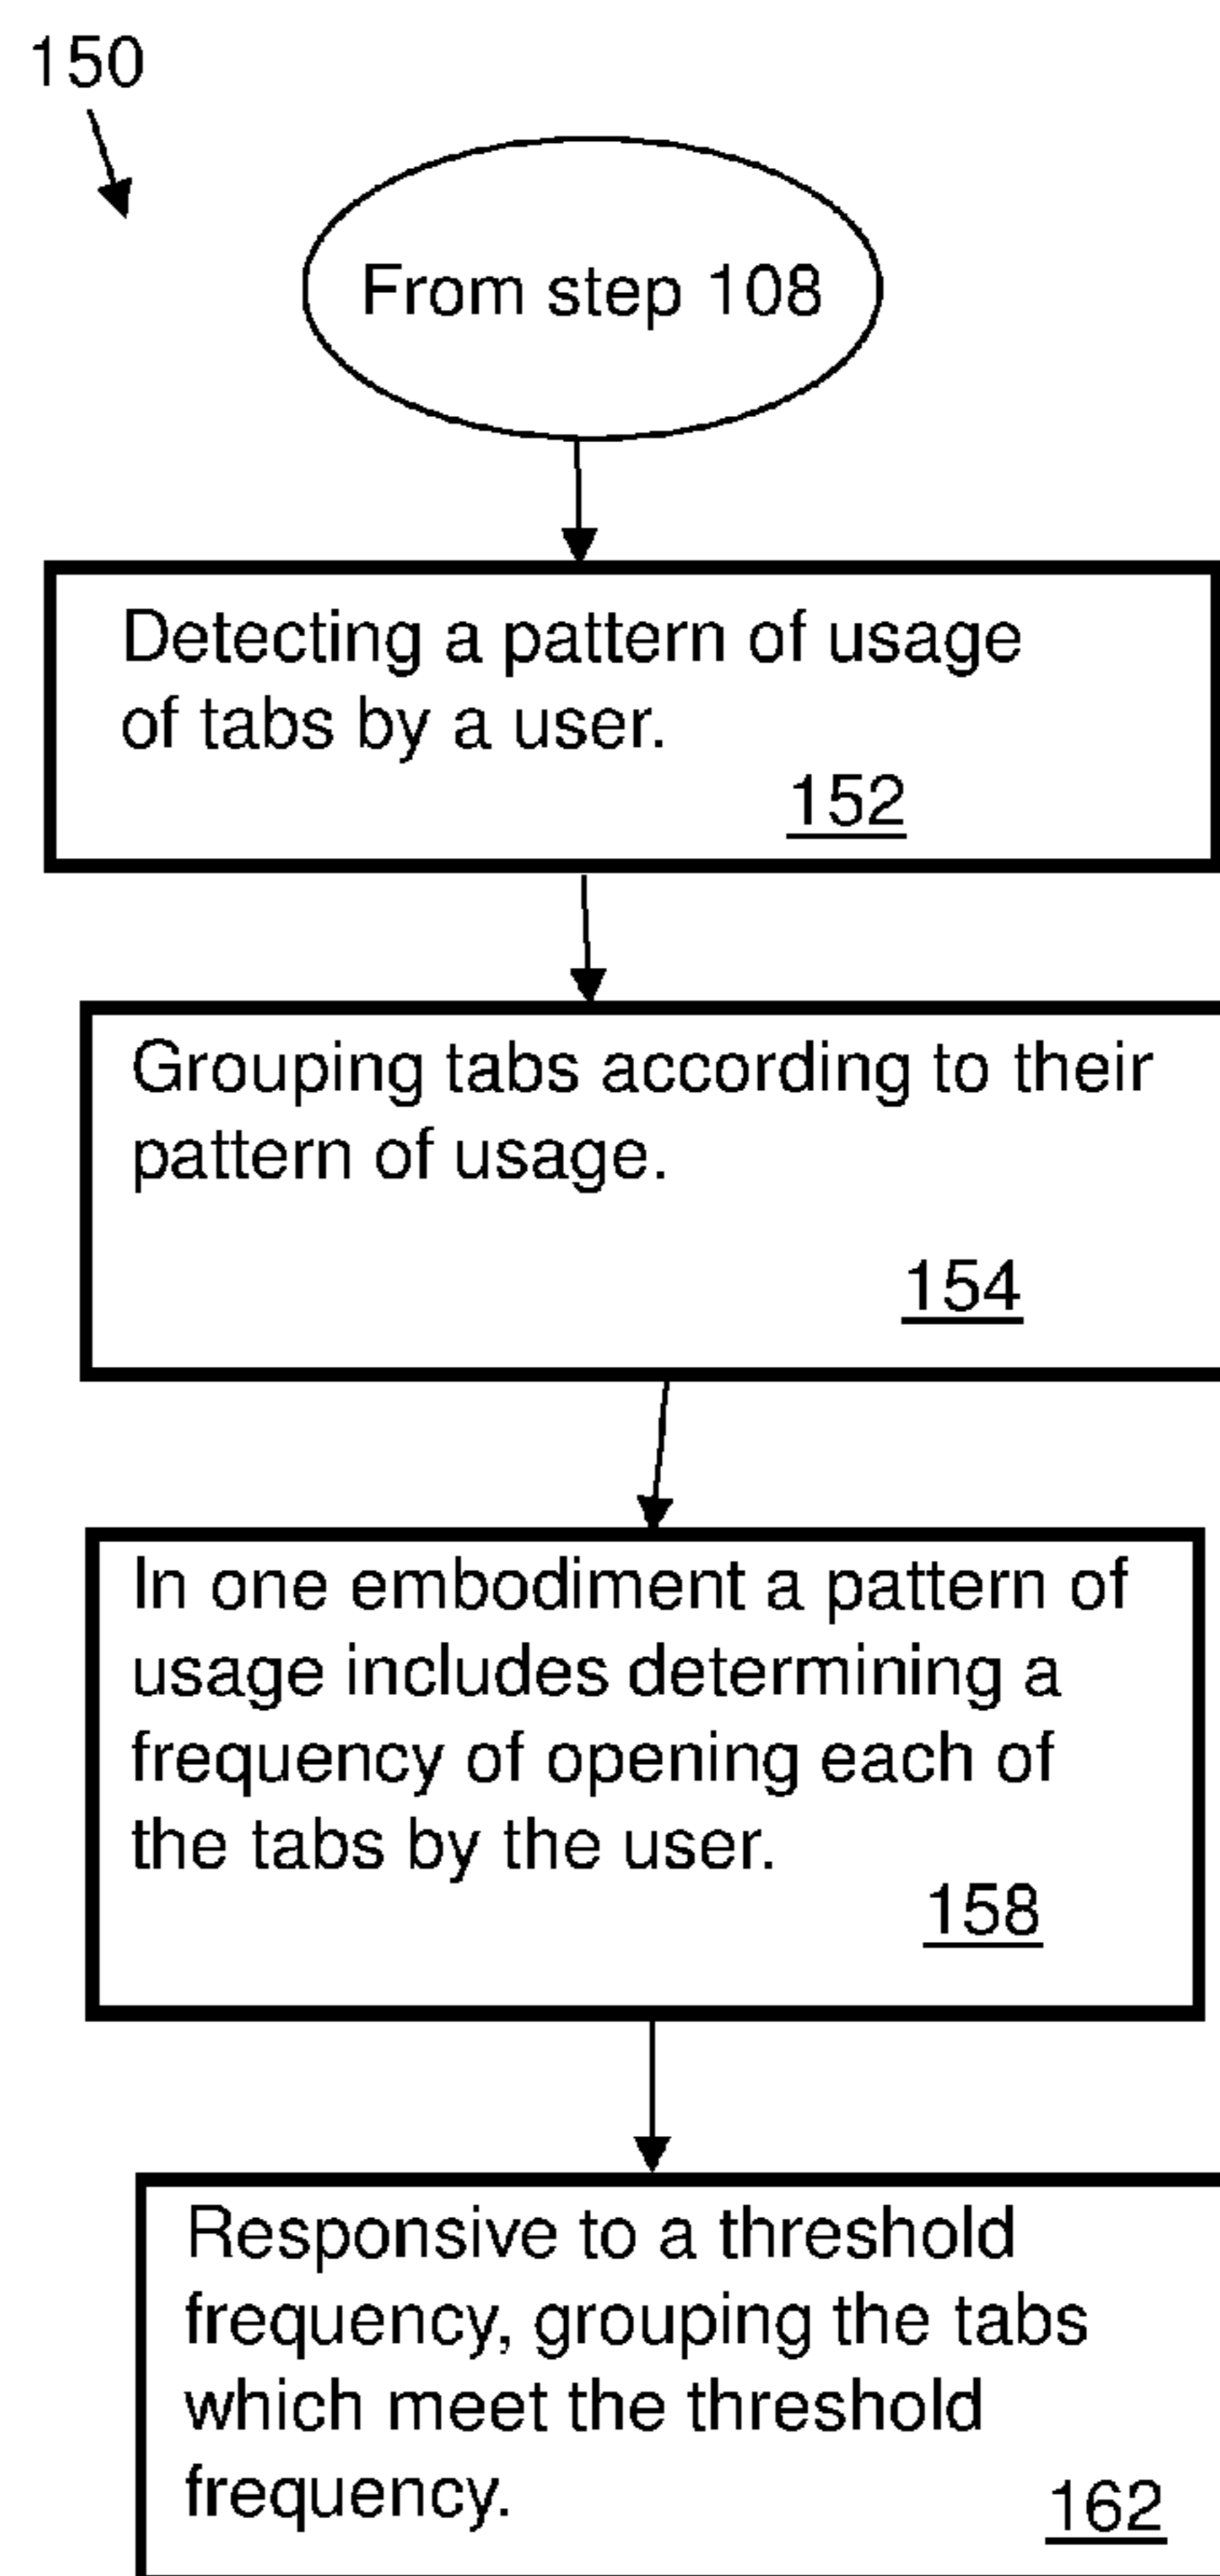 150
From step 108
Detecting a pattern of usage
of tabs by a user.
152
Grouping tabs according to their
pattern of usage.
154
In one embodiment a pattern of
usage includes determining a
frequency of opening each of
the tabs by the user.
158
Responsive to a threshold
frequency, grouping the tabs
which meet the threshold
frequency.
162